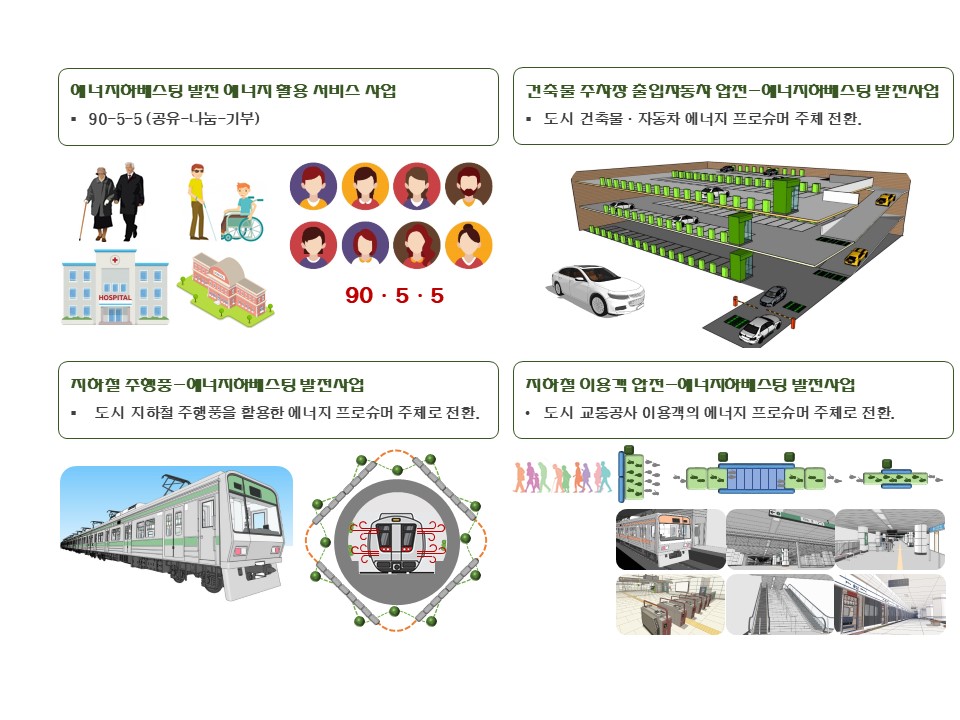 에너지하베스팅 발전 에너지 활용 서비스 사업
▪ 90-5-5 (공유-나눔-기부)
HOSPITAL
90 · 5 · 5
건축물 주차장 출입자동차 압전-에너지하베스팅 발전사업
▪ 도시 건축물 · 자동차 에너지 프로슈머 주체 전환.
지하철 주행풍-에너지하베스팅 발전사업
▪ 도시 지하철 주행풍을 활용한 에너지 프로슈머 주체로 전환.
지하철 이용객 압전-에너지하베스팅 발전사업
• 도시 교통공사 이용객의 에너지 프로슈머 주체로 전환.